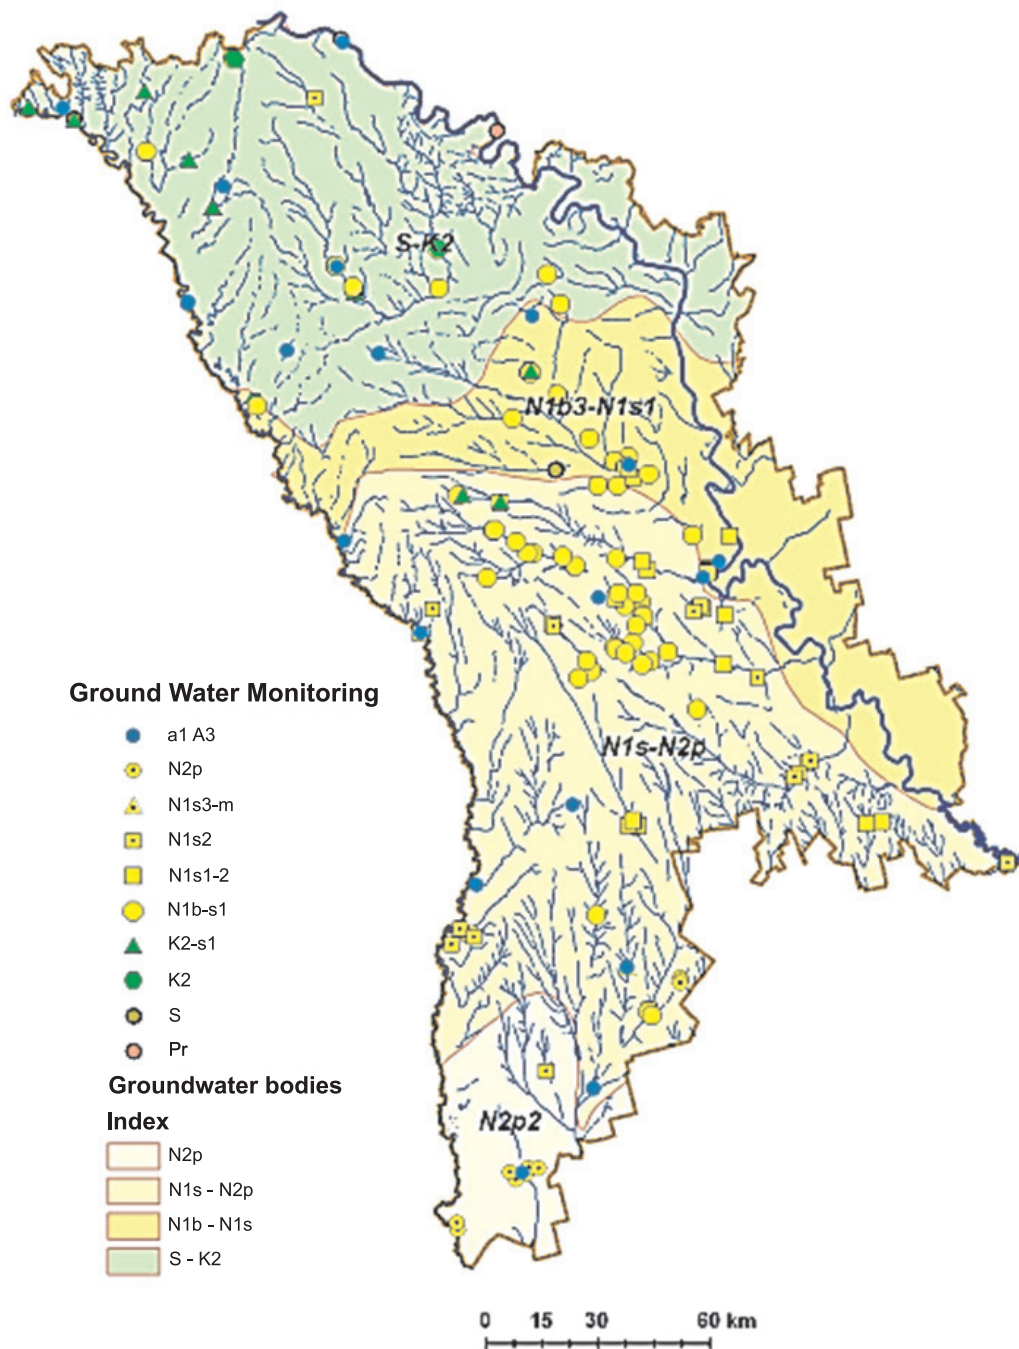 S-K2
N1b3-N1s1
N1s-N2p
N2p2
Ground Water Monitoring
a1 A3
N2p
N1s3-m
N1s2
N1s1-2
N1b-s1
K2-s1
K2
S
Pr
Groundwater bodies
Index
N2p
N1s - N2p
N1b - N1s
S - K2
0 15 30 60 km